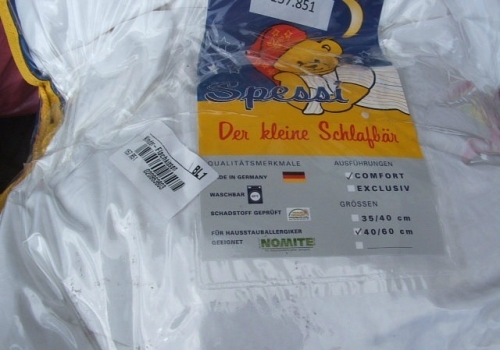 257.851
Spessi
Der kleine Schlafbär
QUALITÄTSMERKMALE
MADE IN GERMANY
WASCHBAR
SCHADSTOFF GEPRÜFT
FÜR HAUSSTAUBALLERGIKER
GEEIGNET
NOMITE
AUSFÜHRUNGEN
COMFORT
EXCLUSIV
GRÖSSEN
35/40 cm
40/60 cm
BL1